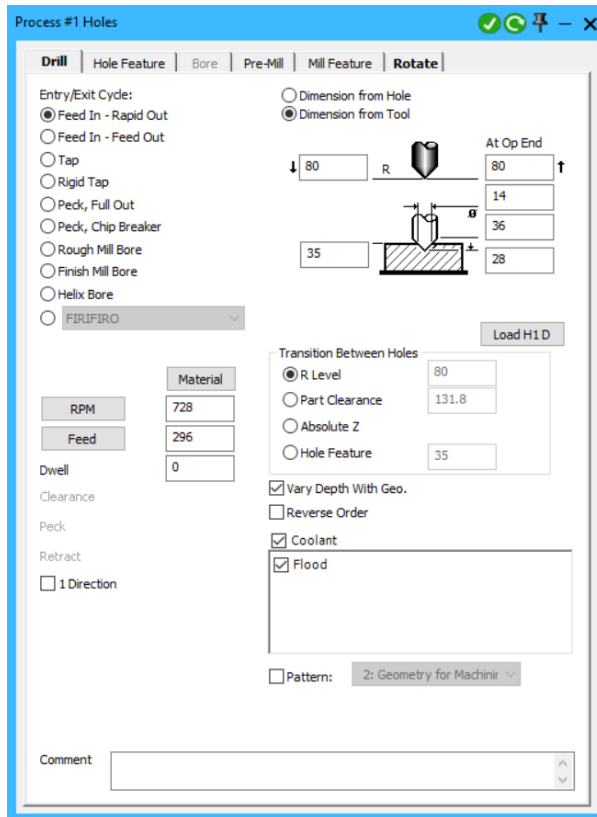 Process #1 Holes
Drill Hole Feature Bore Pre-Mill Mill Feature Rotate
Entry/Exit Cycle:
Feed In - Rapid Out
Feed In - Feed Out
Tap
Rigid Tap
Peck, Full Out
Peck, Chip Breaker
Rough Mill Bore
Finish Mill Bore
Helix Bore
FIRIFIRO
Dimension from Hole
Dimension from Tool
At Op End
80 R 80
14
ø
36
35
28
Load H1 D
Material
RPM 728
Feed 296
Dwell 0
Clearance
Peck
Retract
1 Direction
Transition Between Holes
R Level 80
Part Clearance 131.8
Absolute Z
Hole Feature 35
Vary Depth With Geo.
Reverse Order
Coolant
Flood
Pattern: 2: Geometry for Machinin
Comment